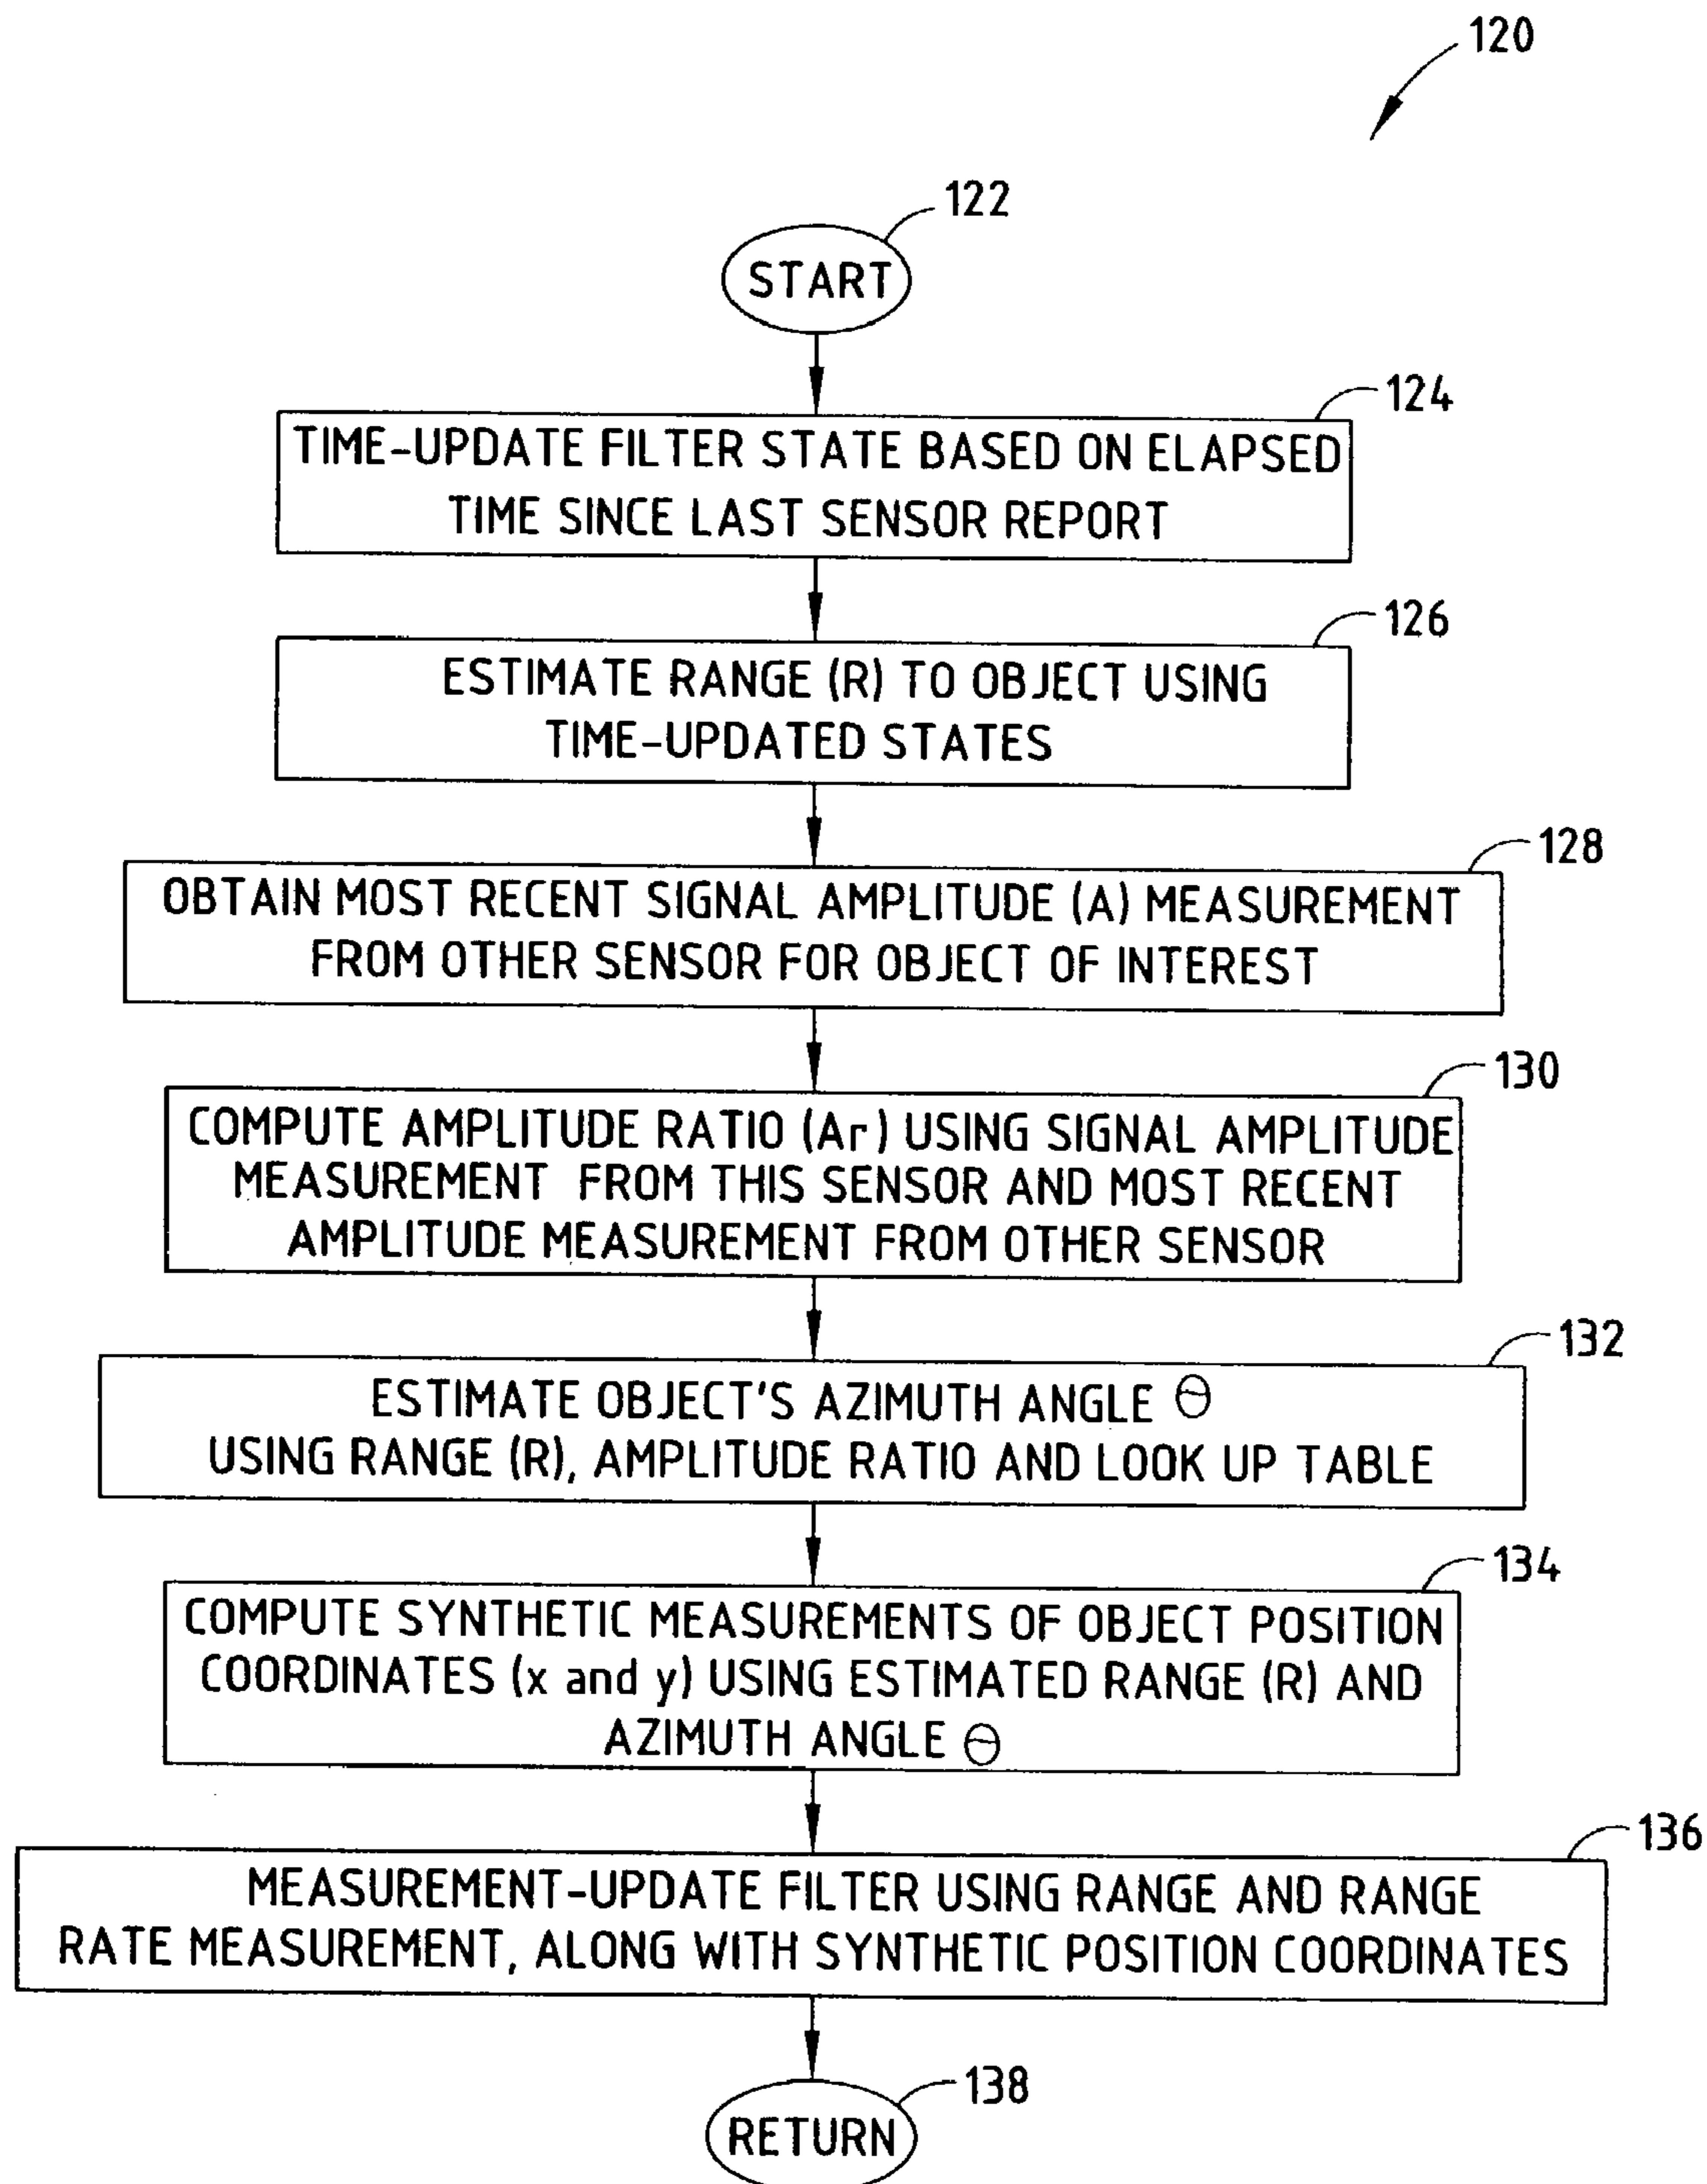 120
122
START
124
TIME-UPDATE FILTER STATE BASED ON ELAPSED
TIME SINCE LAST SENSOR REPORT
126
ESTIMATE RANGE (R) TO OBJECT USING
TIME-UPDATED STATES
128
OBTAIN MOST RECENT SIGNAL AMPLITUDE (A) MEASUREMENT
FROM OTHER SENSOR FOR OBJECT OF INTEREST
130
COMPUTE AMPLITUDE RATIO (Ar) USING SIGNAL AMPLITUDE
MEASUREMENT FROM THIS SENSOR AND MOST RECENT
AMPLITUDE MEASUREMENT FROM OTHER SENSOR
132
ESTIMATE OBJECT'S AZIMUTH ANGLE Θ
USING RANGE (R), AMPLITUDE RATIO AND LOOK UP TABLE
134
COMPUTE SYNTHETIC MEASUREMENTS OF OBJECT POSITION
COORDINATES (x and y) USING ESTIMATED RANGE (R) AND
AZIMUTH ANGLE Θ
136
MEASUREMENT-UPDATE FILTER USING RANGE AND RANGE
RATE MEASUREMENT, ALONG WITH SYNTHETIC POSITION COORDINATES
138
RETURN